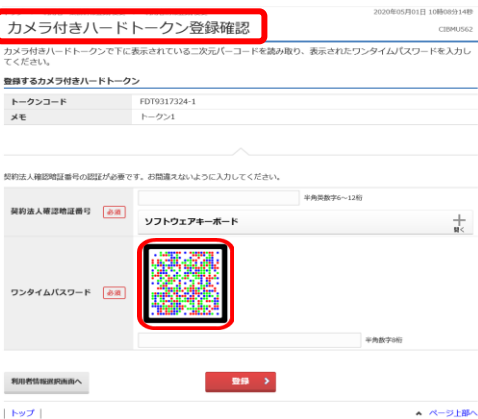 2020年05月01日 10時08分14秒
カメラ付きハードトークン登録確認
CIBMU562
カメラ付きハードトークンで下に表示されている二次元バーコードを読み取り、表示されたワンタイムパスワードを入力し
てください。
登録するカメラ付きハードトークン
トークンコード FDT9317324-1
メモ トークン1
契約法人確認暗証番号の認証が必要です。お間違えないように入力してください。
半角英数字6～12桁
契約法人確認暗証番号 必須
ソフトウェアキーボード 開く
ワンタイムパスワード 必須
半角数字8桁
利用者情報選択画面へ 登録
| トップ | ページ上部へ